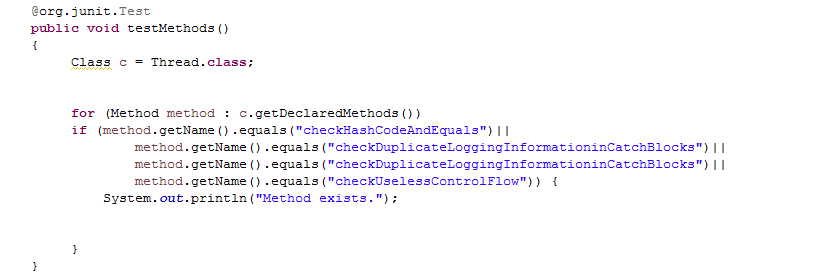 @org.junit.Test
public void testMethods()
{
Class c = Thread.class;
for (Method method : c.getDeclaredMethods())
if (method.getName().equals("checkHashCodeAndEquals")||
method.getName().equals("checkDuplicateLoggingInformationinCatchBlocks")||
method.getName().equals("checkDuplicateLoggingInformationinCatchBlocks")||
method.getName().equals("checkUselessControlFlow")) {
System.out.println("Method exists.");
}
}